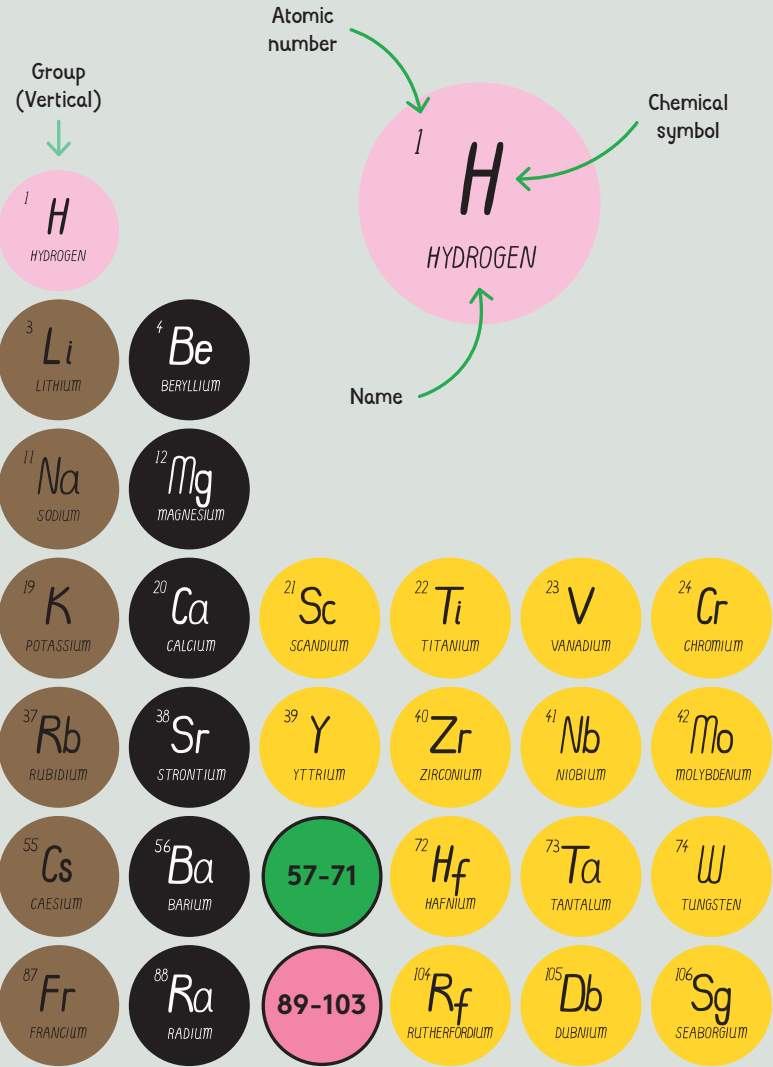 Atomic
number
Group
(Vertical)
Chemical
symbol
1
H
HYDROGEN
Name
1
H
HYDROGEN
3
Li
LITHIUM
4
Be
BERYLLIUM
11
Na
SODIUM
12
Mg
MAGNESIUM
19
K
POTASSIUM
20
Ca
CALCIUM
21
Sc
SCANDIUM
22
Ti
TITANIUM
23
V
VANADIUM
24
Cr
CHROMIUM
37
Rb
RUBIDIUM
38
Sr
STRONTIUM
39
Y
YTTRIUM
40
Zr
ZIRCONIUM
41
Nb
NIOBIUM
42
Mo
MOLYBDENUM
55
Cs
CAESIUM
56
Ba
BARIUM
57-71
72
Hf
HAFNIUM
73
Ta
TANTALUM
74
W
TUNGSTEN
87
Fr
FRANCIUM
88
Ra
RADIUM
89-103
104
Rf
RUTHERFORDIUM
105
Db
DUBNIUM
106
Sg
SEABORGIUM